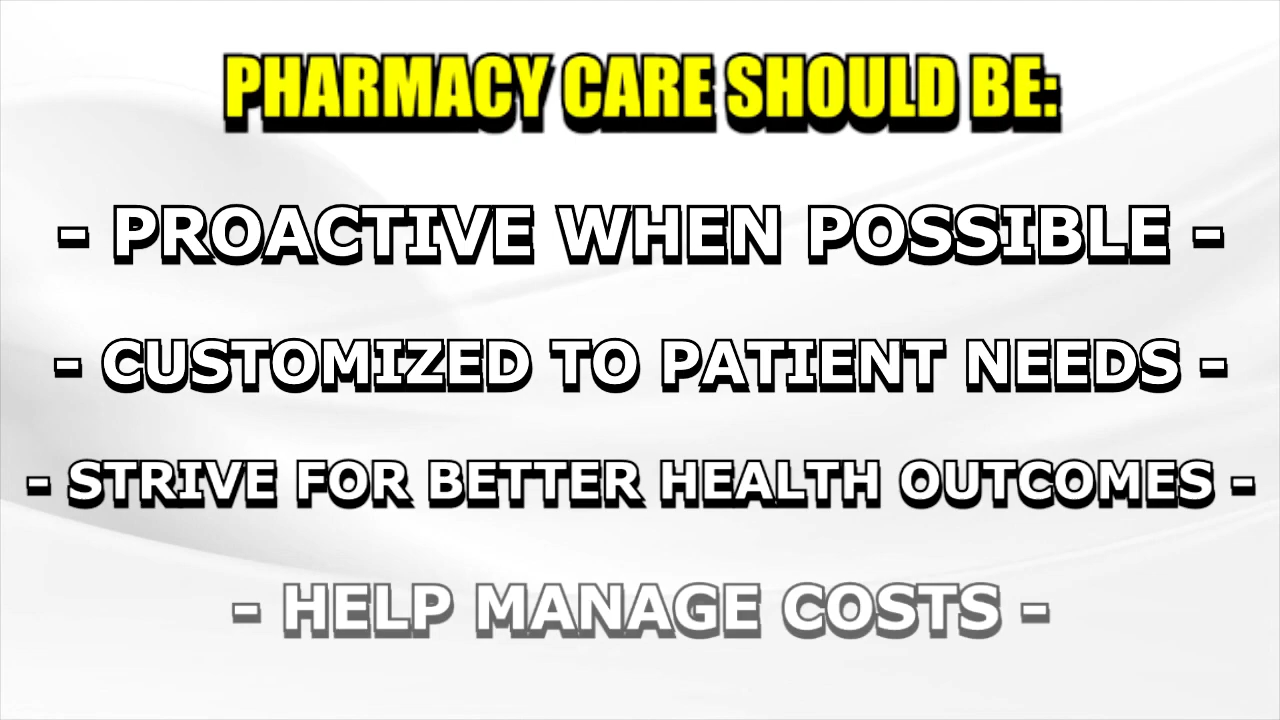 PHARMACY CARE SHOULD BE:
- PROACTIVE WHEN POSSIBLE -
- CUSTOMIZED TO PATIENT NEEDS -
- STRIVE FOR BETTER HEALTH OUTCOMES -
- HELP MANAGE COSTS -